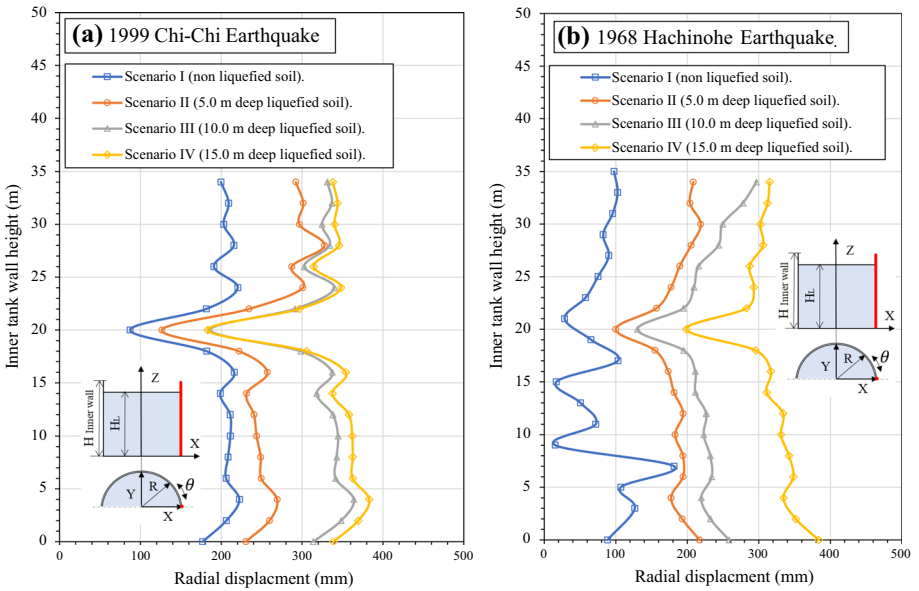 (a) 1999 Chi-Chi Earthquake
Scenario I (non liquefied soil).
Scenario II (5.0 m deep liquefied soil).
Scenario III (10.0 m deep liquefied soil).
Scenario IV (15.0 m deep liquefied soil).
Inner tank wall height (m)
50
45
40
35
30
25
20
15
10
5
0
0 100 200 300 400 500
Radial displacment (mm)
Z
H Inner wall
HL
X
Y
R
θ
X
(b) 1968 Hachinohe Earthquake.
Scenario I (non liquefied soil).
Scenario II (5.0 m deep liquefied soil).
Scenario III (10.0 m deep liquefied soil).
Scenario IV (15.0 m deep liquefied soil).
Inner tank wall height (m)
50
45
40
35
30
25
20
15
10
5
0
0 100 200 300 400 500
Radial displacment (mm)
Z
H Inner wall
HL
X
Y
R
θ
X